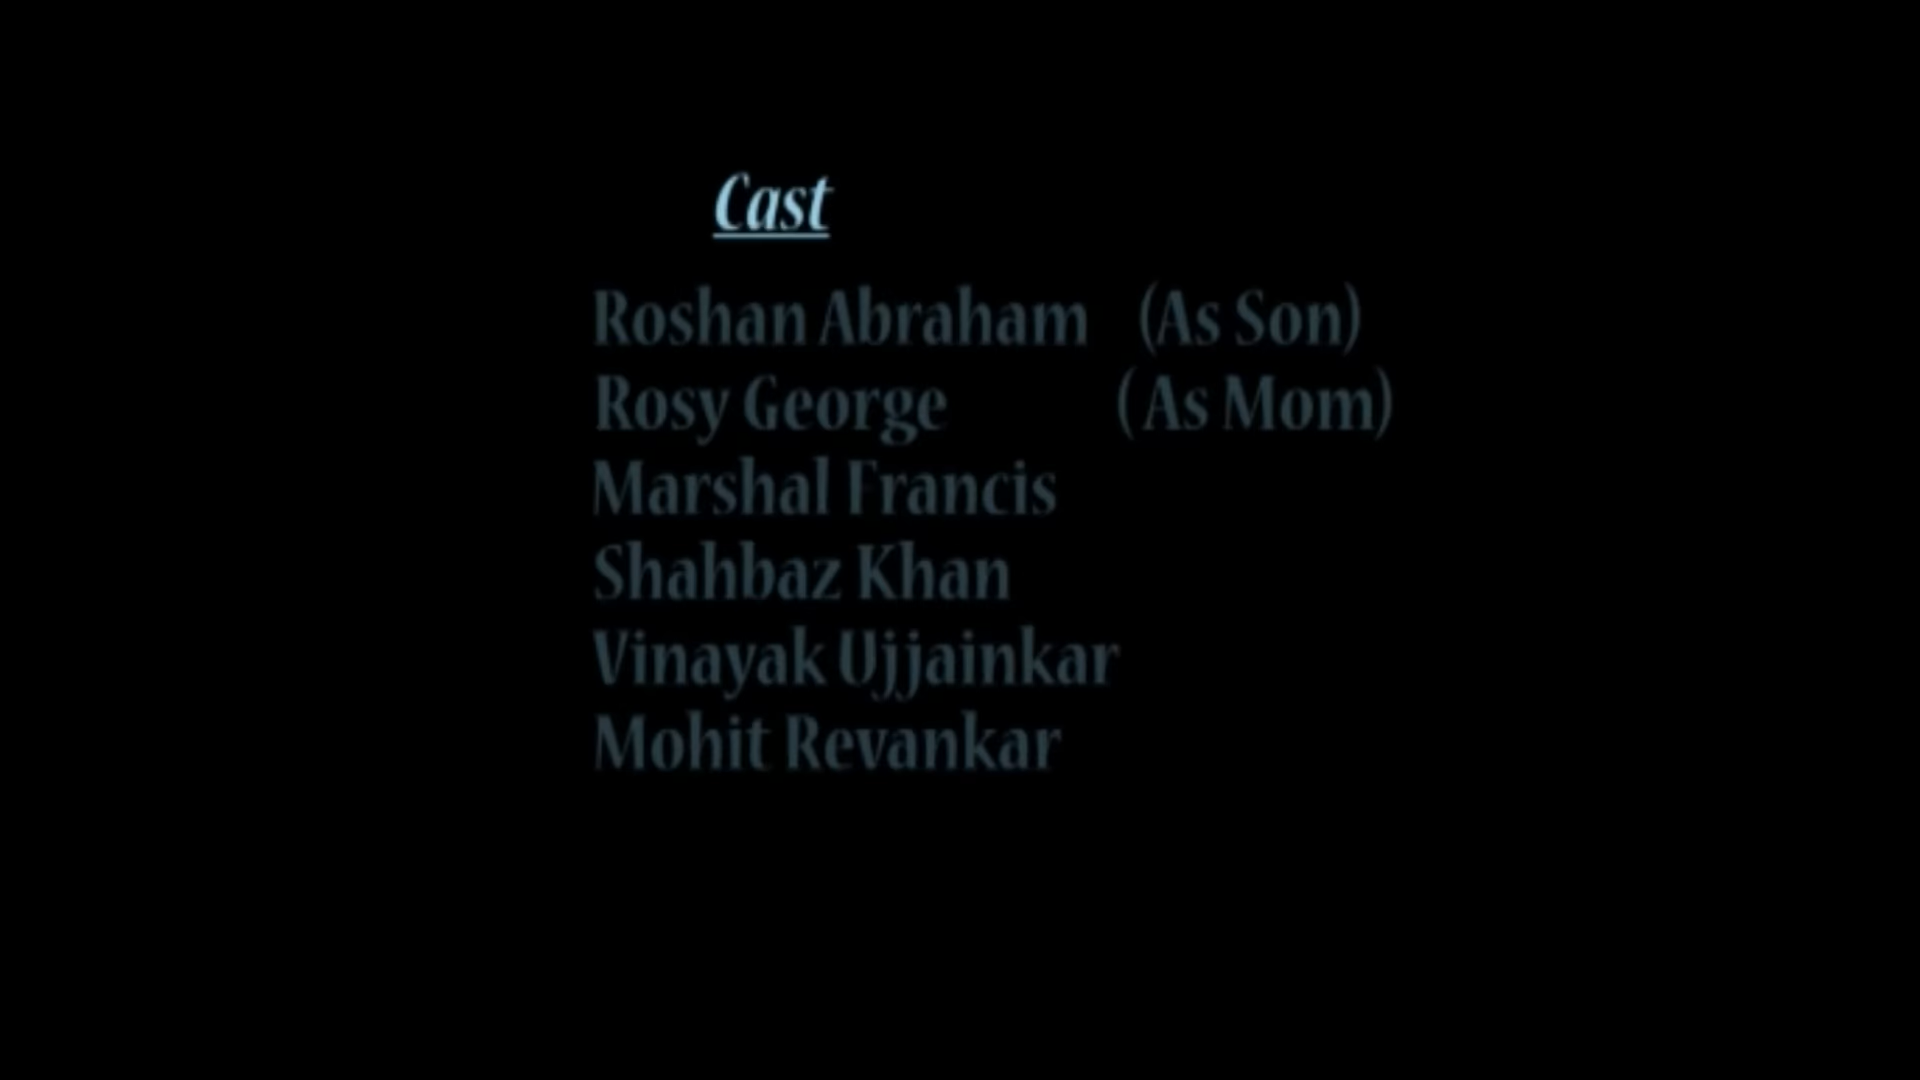 Cast
Roshan Abraham (As Son)
Rosy George ( As Mom)
Marshal Francis
Shahbaz Khan
Vinayak Ujjainkar
Mohit Revankar